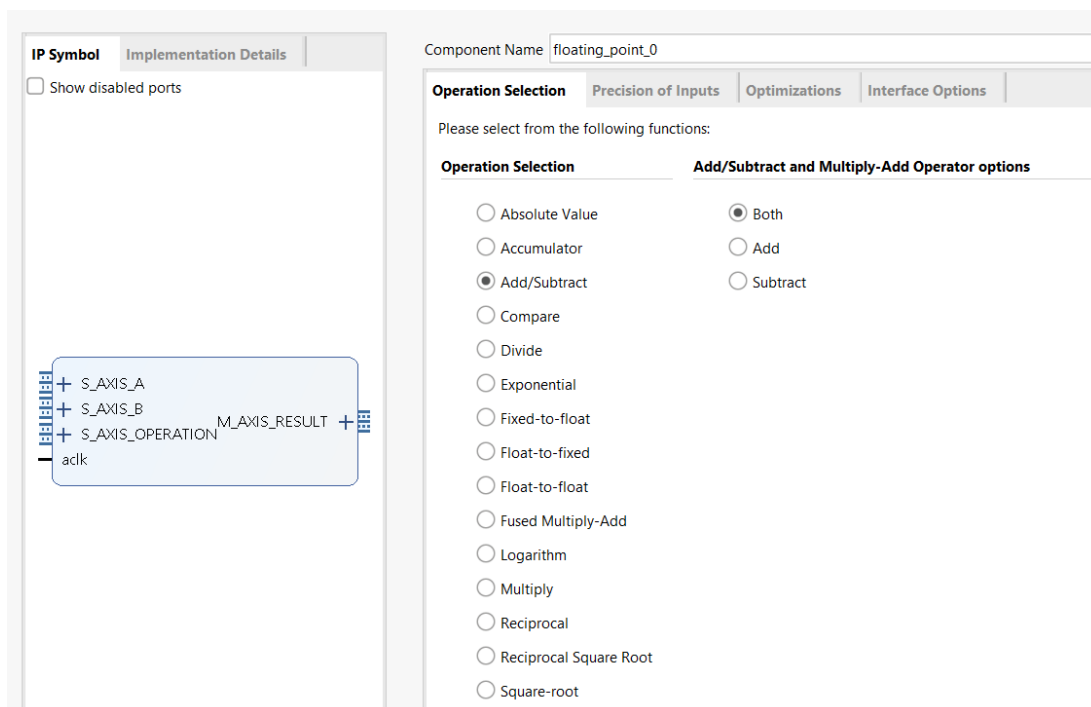 IP Symbol
Implementation Details
Show disabled ports
S_AXIS_A
S_AXIS_B
S_AXIS_OPERATION
aclk
M_AXIS_RESULT
Component Name floating_point_0
Operation Selection
Precision of Inputs
Optimizations
Interface Options
Please select from the following functions:
Operation Selection
Absolute Value
Accumulator
Add/Subtract
Compare
Divide
Exponential
Fixed-to-float
Float-to-fixed
Float-to-float
Fused Multiply-Add
Logarithm
Multiply
Reciprocal
Reciprocal Square Root
Square-root
Add/Subtract and Multiply-Add Operator options
Both
Add
Subtract